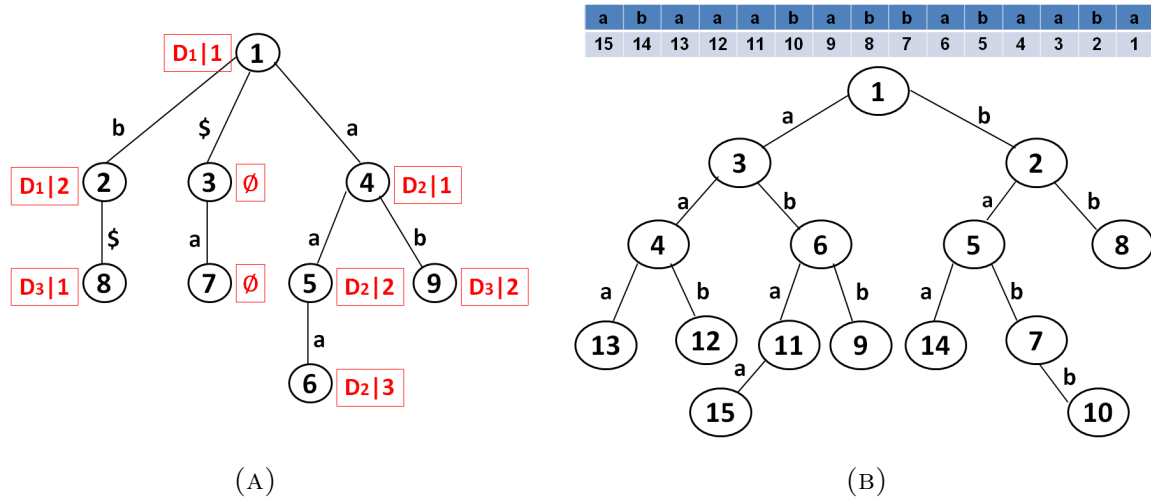 a b a a a b a b b a b a a b a
15 14 13 12 11 10 9 8 7 6 5 4 3 2 1
D1|1 1
b $ a
D1|2 2 3 ∅ 4 D2|1
$ a a b
D3|1 8 7 ∅ 5 D2|2 9 D3|2
a
6 D2|3
1
a b
3 2
a b a b
4 6 5 8
a b a b a b
13 12 11 9 14 7
a b
15 10
(A) (B)